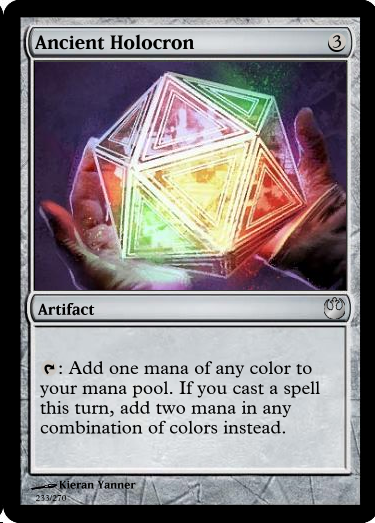 Ancient Holocron 3
Artifact
: Add one mana of any color to
your mana pool. If you cast a spell
this turn, add two mana in any
combination of colors instead.
Kieran Yanner
233/270